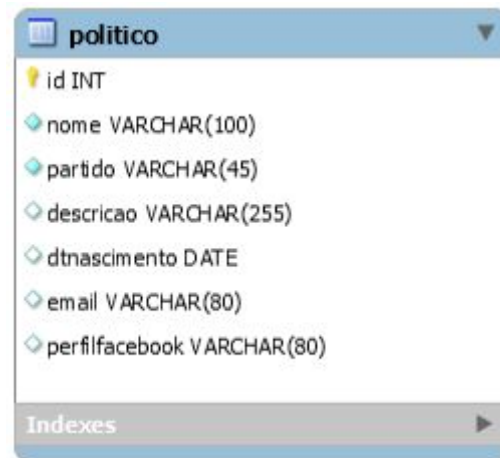 politico
id INT
nome VARCHAR(100)
partido VARCHAR(45)
descricao VARCHAR(255)
dtnascimento DATE
email VARCHAR(80)
perfilfacebook VARCHAR(80)
Indexes